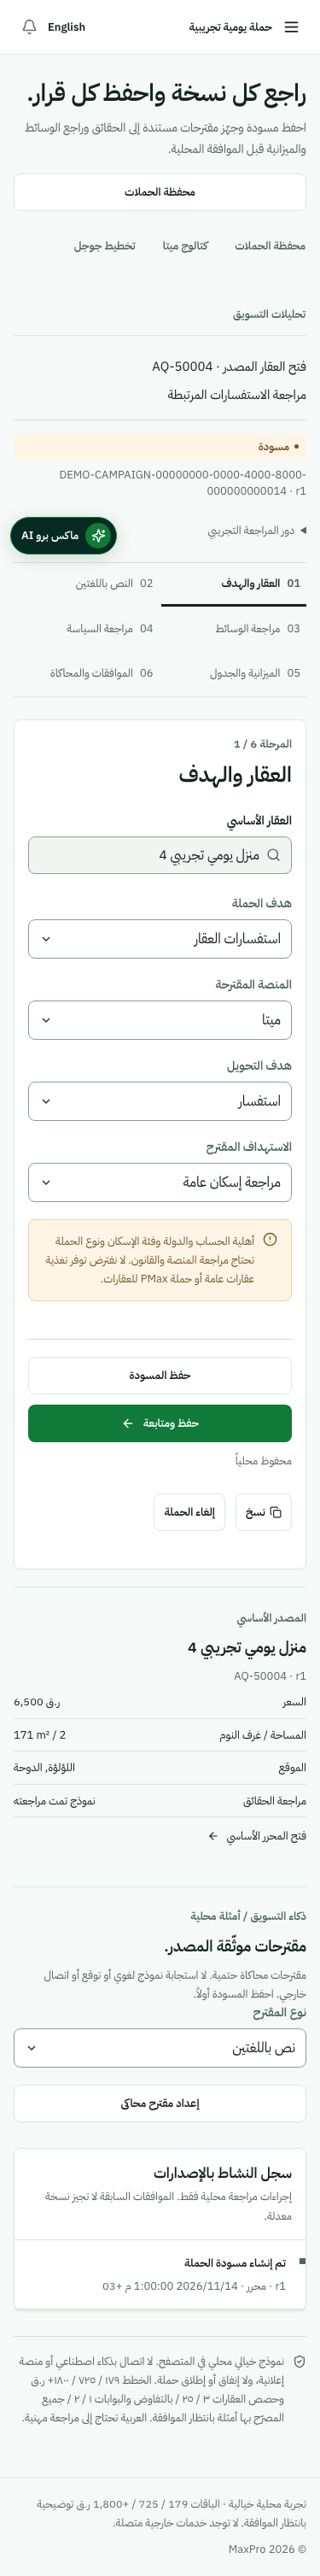 حملة يومية تجريبية
English
راجع كل نسخة واحفظ كل قرار.
احفظ مسودة وجهّز مقترحات مستندة إلى الحقائق وراجع الوسائط
والميزانية قبل الموافقة المحلية.
محفظة الحملات
محفظة الحملات
كتالوج ميتا
تخطيط جوجل
تحليلات التسويق
فتح العقار المصدر · AQ-50004
مراجعة الاستفسارات المرتبطة
• مسودة
DEMO-CAMPAIGN-00000000-0000-4000-8000-
000000000014 · r1
دور المراجعة التجريبي
ماكس برو AI
01 العقار والهدف
02 النص باللغتين
03 مراجعة الوسائط
04 مراجعة السياسة
05 الميزانية والجدول
06 الموافقات والمحاكاة
المرحلة 6 / 1
العقار والهدف
العقار الأساسي
منزل يومي تجريبي 4
هدف الحملة
استفسارات العقار
المنصة المقترحة
ميتا
هدف التحويل
استفسار
الاستهداف المقترح
مراجعة إسكان عامة
أهلية الحساب والدولة وفئة الإسكان ونوع الحملة
تحتاج مراجعة المنصة والقانون. لا نفترض توفر تغذية
عقارات عامة أو حملة PMax للعقارات.
حفظ المسودة
حفظ ومتابعة
محفوظ محلياً
نسخ
إلغاء الحملة
المصدر الأساسي
منزل يومي تجريبي 4
AQ-50004 · r1
السعر
6,500 ر.ق
المساحة / غرف النوم
171 m² / 2
الموقع
اللؤلؤة, الدوحة
مراجعة الحقائق
نموذج تمت مراجعته
فتح المحرر الأساسي
ذكاء التسويق / أمثلة محلية
مقترحات موثّقة المصدر.
مقترحات محاكاة حتمية. لا استجابة نموذج لغوي أو توقع أو اتصال
خارجي. احفظ المسودة أولاً.
نوع المقترح
نص باللغتين
إعداد مقترح محاكى
سجل النشاط بالإصدارات
إجراءات مراجعة محلية فقط. الموافقات السابقة لا تجيز نسخة
معدلة.
تم إنشاء مسودة الحملة
r1 · محرر · 2026/11/14 1:00:00 م +03
نموذج خيالي محلي في المتصفح. لا اتصال بذكاء اصطناعي أو منصة
إعلانية، ولا إنفاق أو إطلاق حملة. الخطط ١٧٩ / ٧٢٥ / ١٨٠٠+ ر.ق
وحصص العقارات ٣ / ٢٥ / بالتفاوض والبوابات ١ / ٢ / جميع
المصرّح بها أمثلة بانتظار الموافقة. العربية تحتاج إلى مراجعة مهنية.
تجربة محلية خيالية · الباقات 179 / 725 / +1,800 ر.ق توضيحية
بانتظار الموافقة. لا توجد خدمات خارجية متصلة.
© 2026 MaxPro